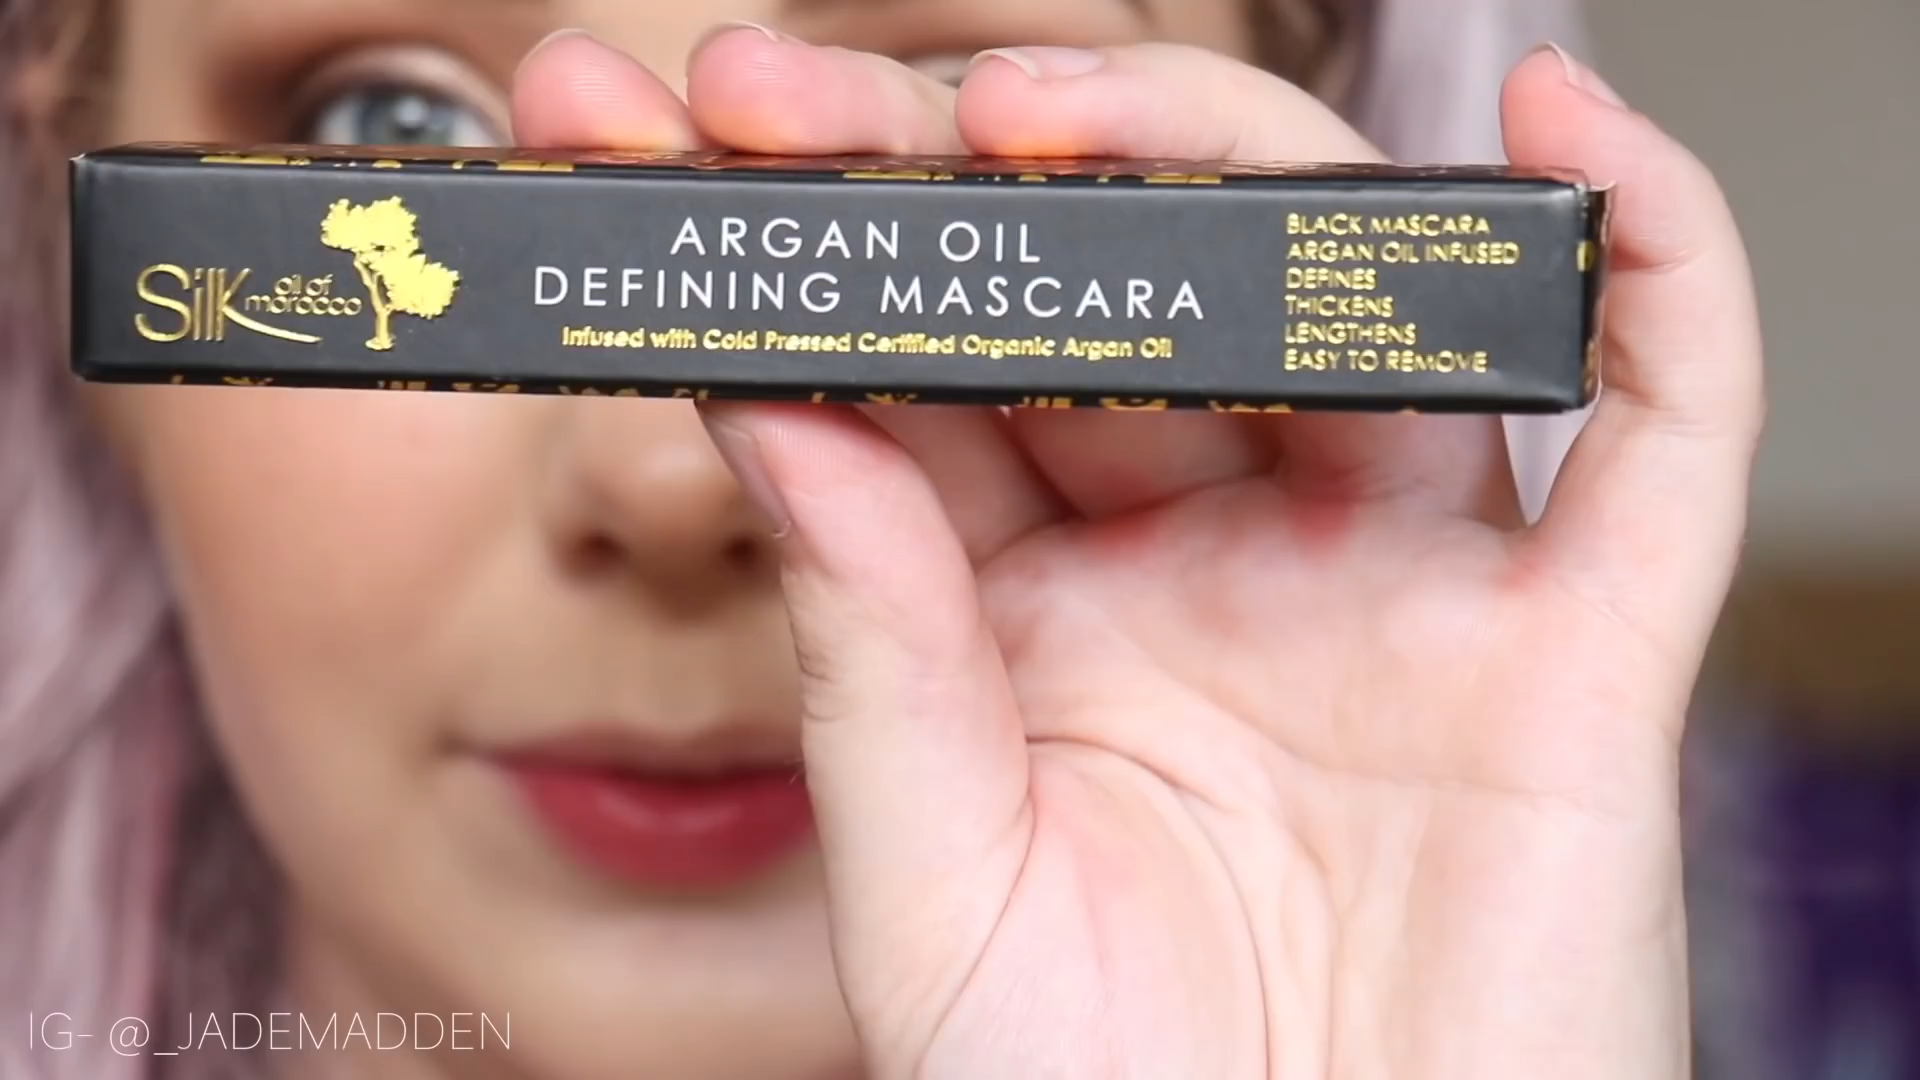 Silk
oil of
morocco
ARGAN OIL
DEFINING MASCARA
Infused with Cold Pressed Certified Organic Argan Oil
BLACK MASCARA
ARGAN OIL INFUSED
DEFINES
THICKENS
LENGTHENS
EASY TO REMOVE
IG- @_JADEMADDEN